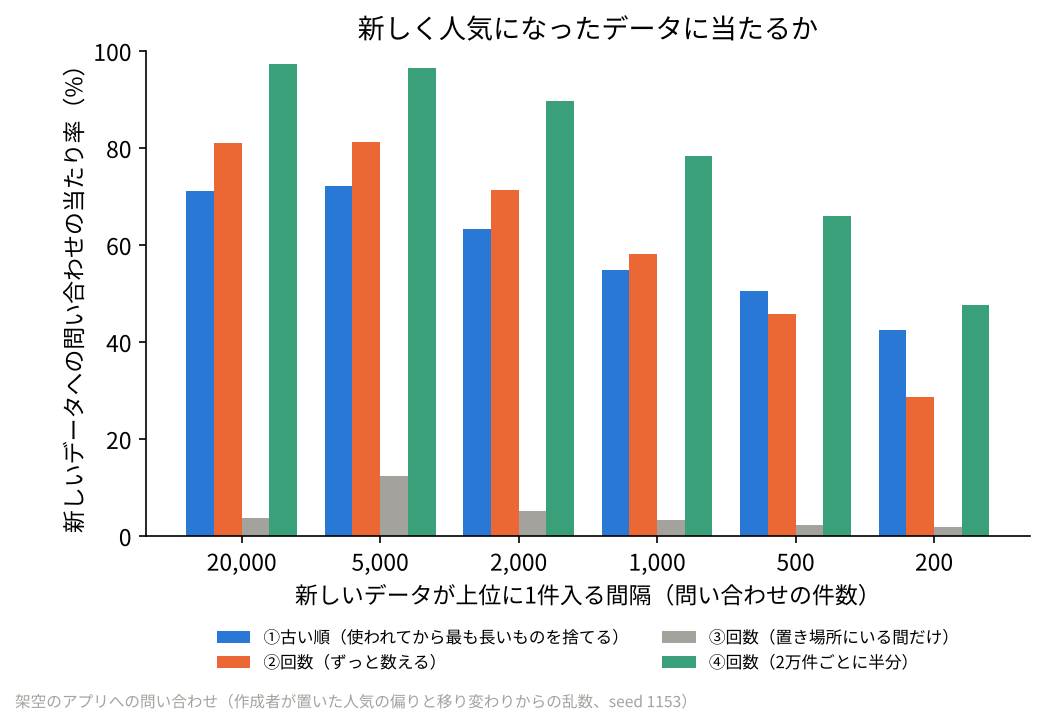 新しく人気になったデータに当たるか
新しいデータへの問い合わせの当たり率（%）
100
80
60
40
20
0
20,000
5,000
2,000
1,000
500
200
新しいデータが上位に1件入る間隔（問い合わせの件数）
①古い順（使われてから最も長いものを捨てる）
②回数（ずっと数える）
③回数（置き場所にいる間だけ）
④回数（2万件ごとに半分）
架空のアプリへの問い合わせ（作成者が置いた人気の偏りと移り変わりからの乱数、seed 1153）